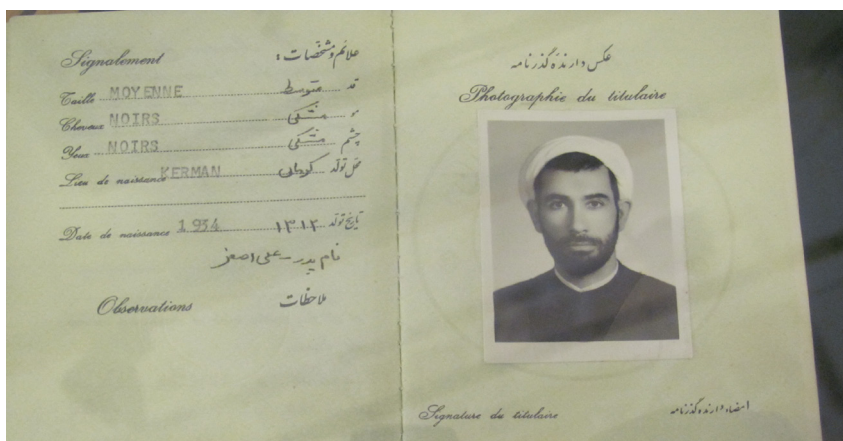 Signalement علائم و مشخصات :
Taille MOYENNE متوسط قد
Cheveux NOIRS مشکی مو
Yeux NOIRS مشکی چشم
Lieu de naissance KERMAN کرمان محل تولد
Date de naissance 1934 ۱۳۱۳ تاریخ تولد
نام پدر - علی اصغر
Observations ملاحظات
عکس دارنده گذرنامه
Photographie du titulaire
Signature du titulaire امضاء دارنده گذرنامه